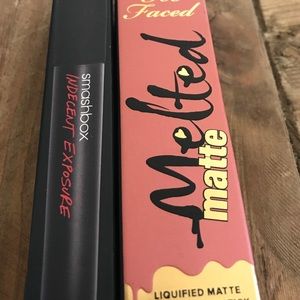 smashbox
INDECENT EXPOSURE
Faced
Melted
matte
LIQUIFIED MATTE